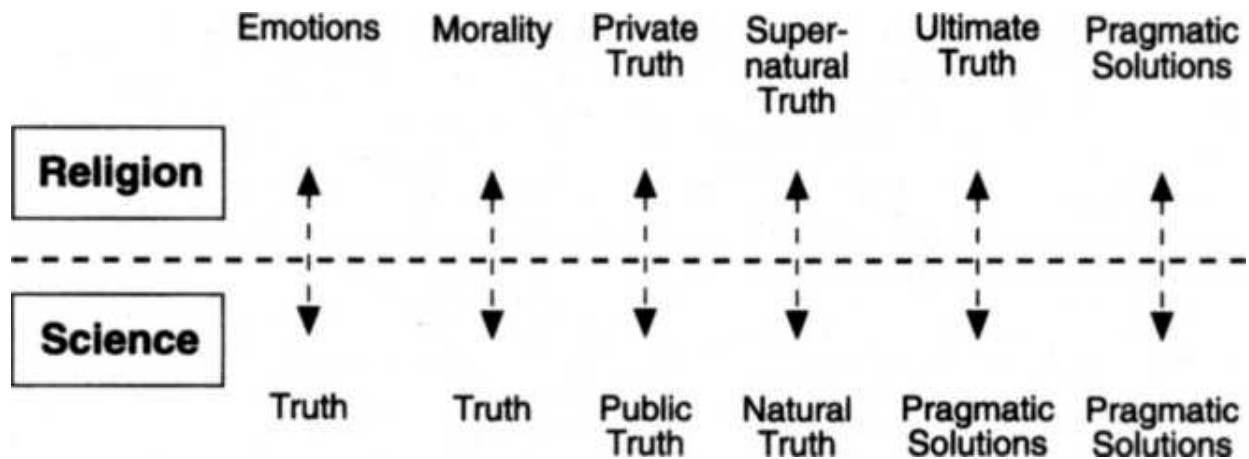 Emotions
Morality
Private
Truth
Super-
natural
Truth
Ultimate
Truth
Pragmatic
Solutions
Religion
Science
Truth
Truth
Public
Truth
Natural
Truth
Pragmatic
Solutions
Pragmatic
Solutions